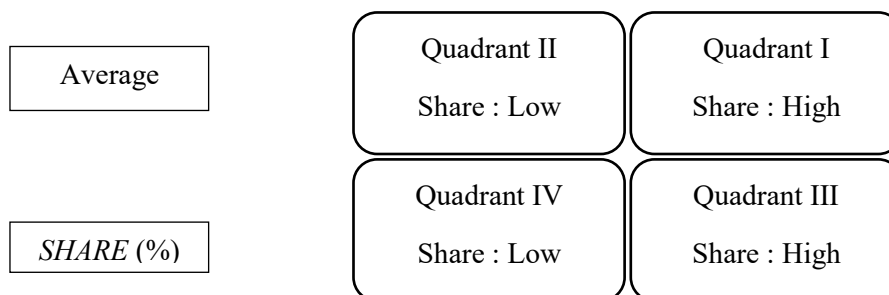 Average
Quadrant II
Share : Low
Quadrant I
Share : High
SHARE (%)
Quadrant IV
Share : Low
Quadrant III
Share : High